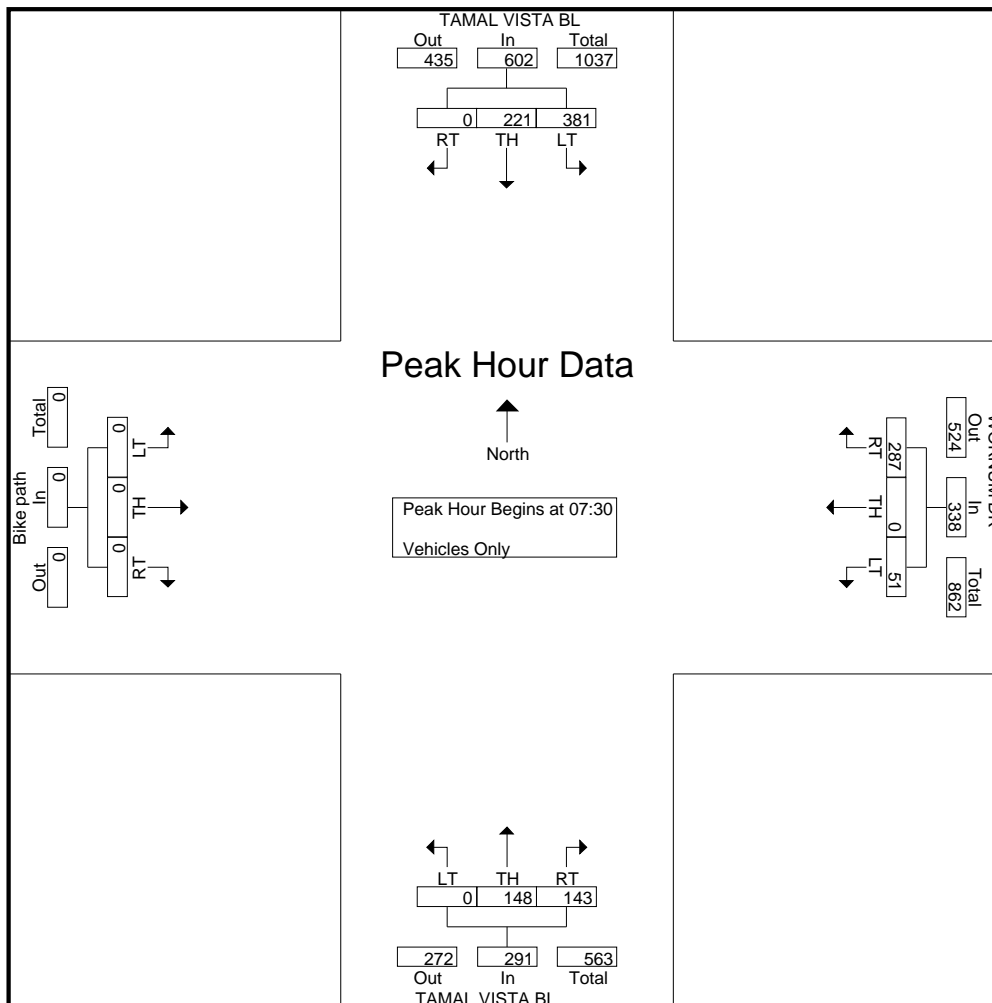 TAMAL VISTA BL
Out In Total
435 602 1037
0 221 381
RT TH LT
Peak Hour Data
North
Peak Hour Begins at 07:30
Vehicles Only
Bike path
Total In Out
0 0 0
0 0 0
LT TH RT
RT TH LT
287 0 51
524 338 862
Out In Total
LT TH RT
0 148 143
272 291 563
Out In Total
TAMAL VISTA BL